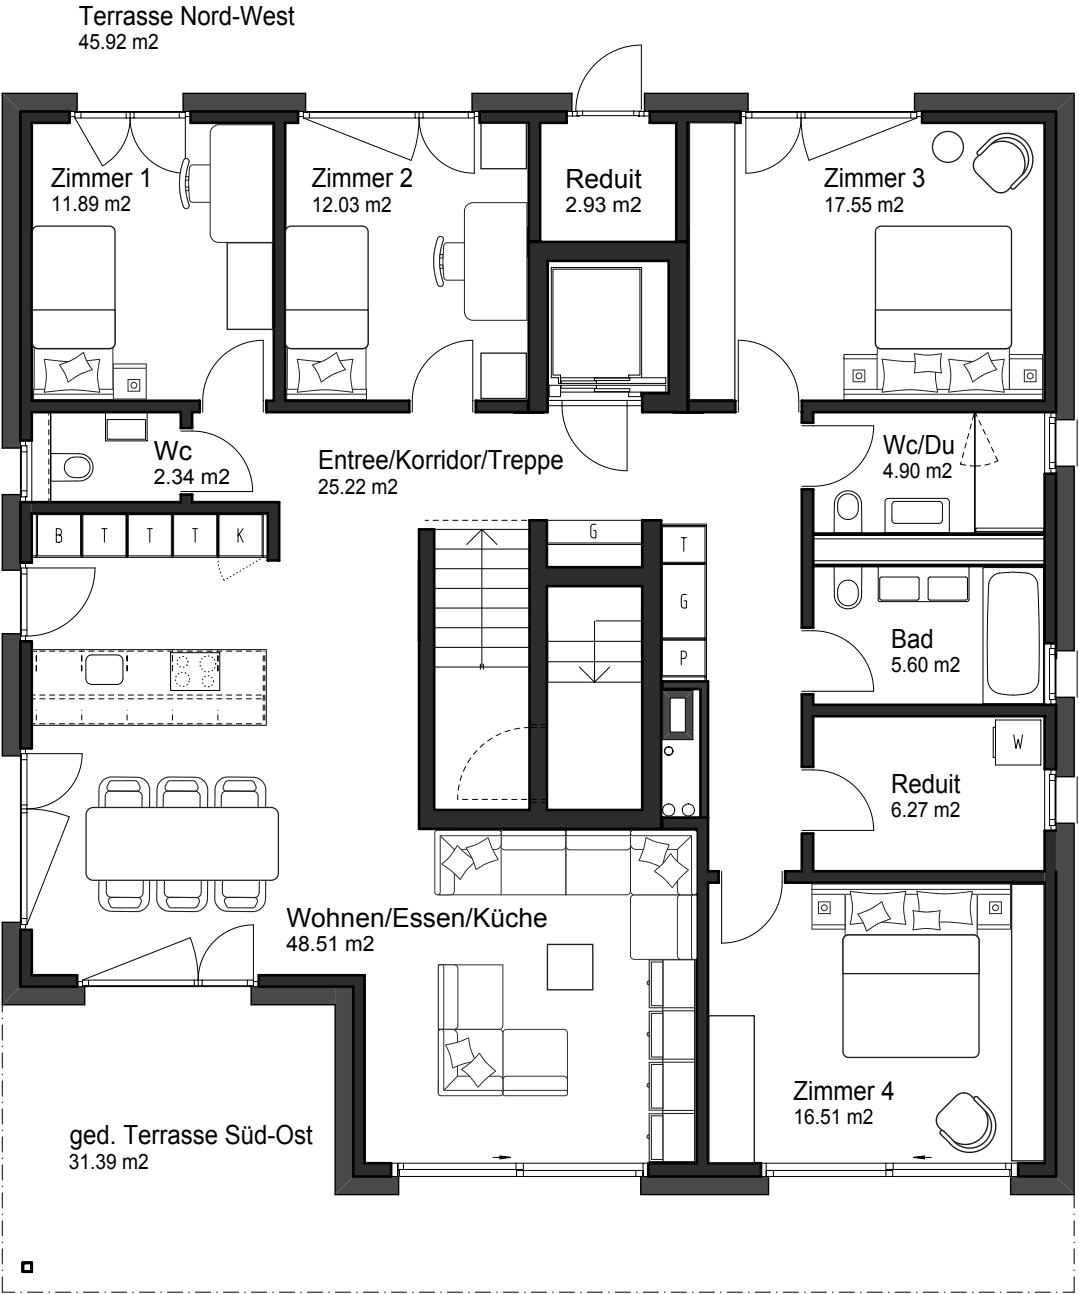 Terrasse Nord-West
45.92 m2
Zimmer 1
11.89 m2
Zimmer 2
12.03 m2
Reduit
2.93 m2
Zimmer 3
17.55 m2
Wc
2.34 m2
Entree/Korridor/Treppe
25.22 m2
Wc/Du
4.90 m2
B T T T K
G
T
G
P
Bad
5.60 m2
W
Reduit
6.27 m2
Wohnen/Essen/Küche
48.51 m2
Zimmer 4
16.51 m2
ged. Terrasse Süd-Ost
31.39 m2